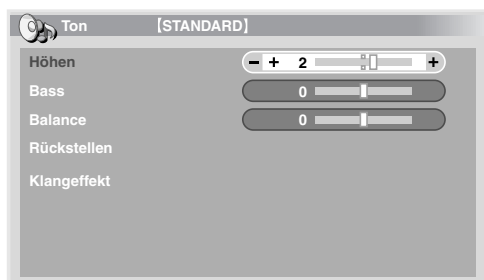 Ton [STANDARD]
Höhen - + 2 +
Bass 0
Balance 0
Rückstellen
Klangeffekt